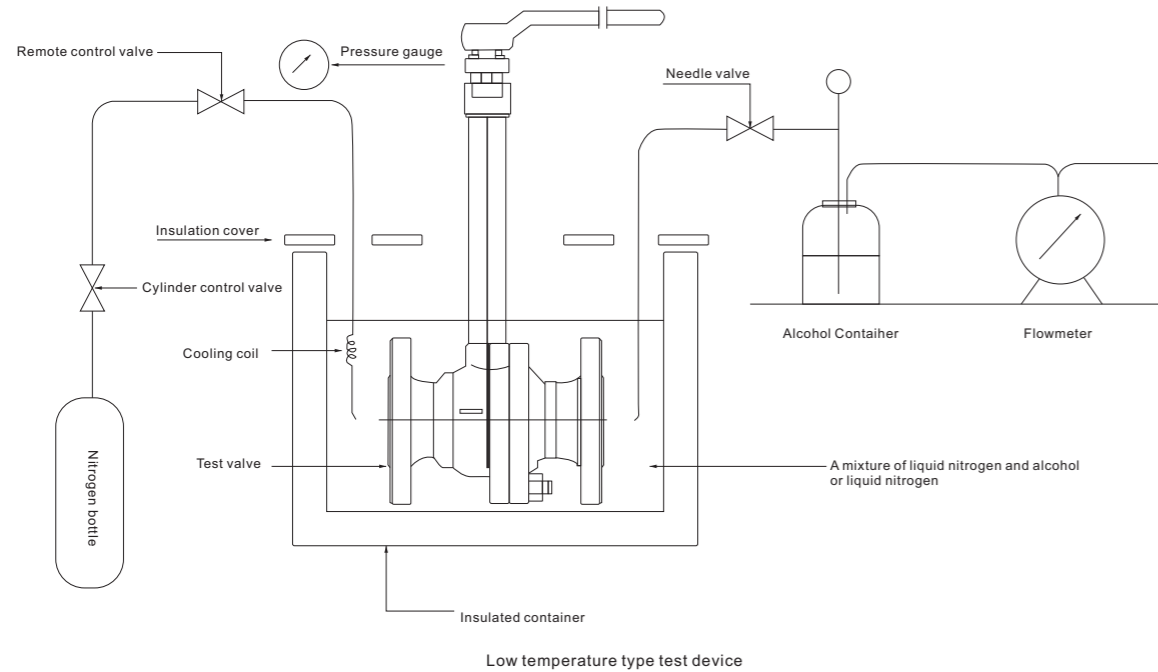 Remote control valve
Pressure gauge
Needle valve
Insulation cover
Cylinder control valve
Cooling coil
Alcohol Contaiher
Flowmeter
Nitrogen bottle
Test valve
A mixture of liquid nitrogen and alcohol
or liquid nitrogen
Insulated container
Low temperature type test device